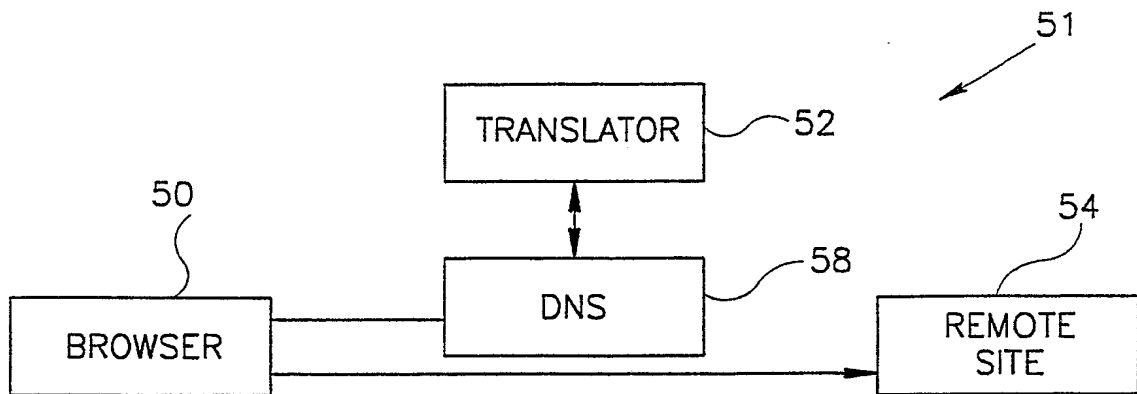 51
TRANSLATOR
52
50
54
58
DNS
BROWSER
REMOTE
SITE